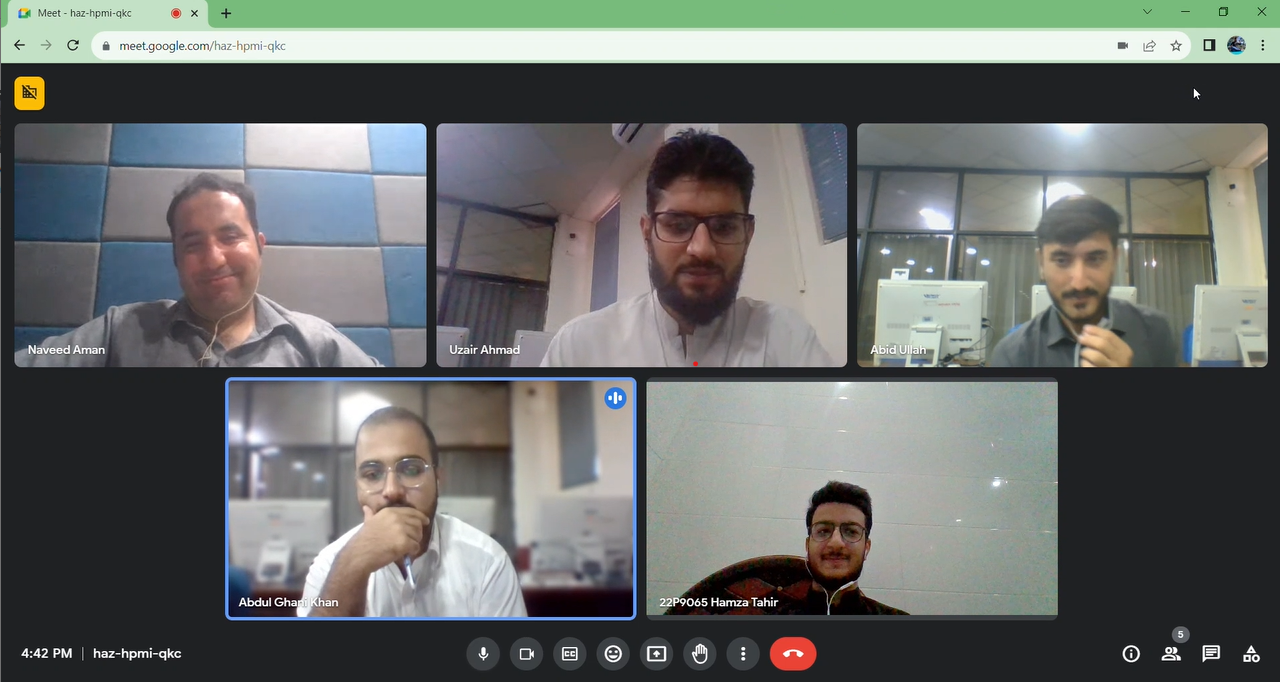 Meet - haz-hpmi-qkc
meet.google.com/haz-hpmi-qkc
Naveed Aman
Uzair Ahmad
Abid Ullah
Abdul Ghani Khan
22P9065 Hamza Tahir
5
4:42 PM | haz-hpmi-qkc